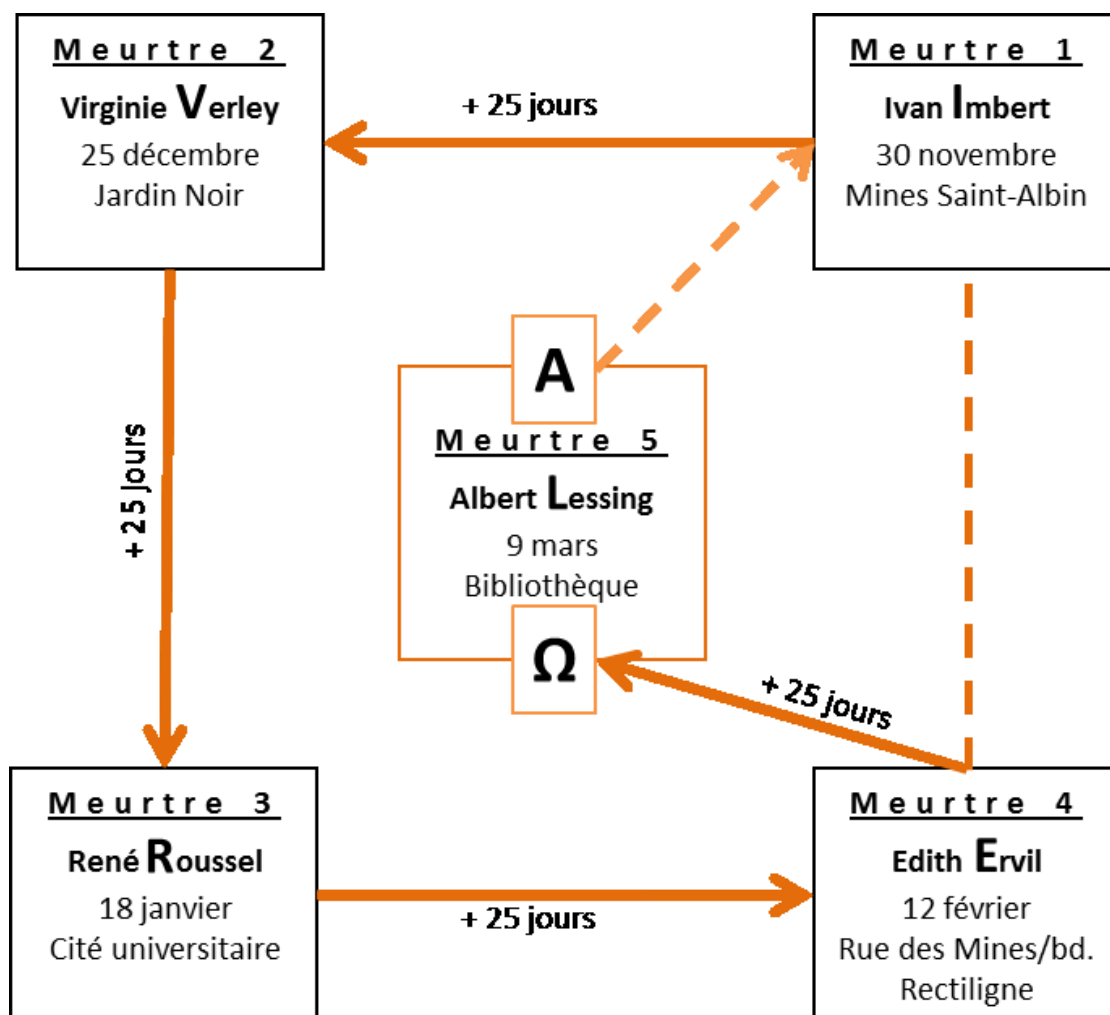 Meurtre 2
Virginie Verley
25 décembre
Jardin Noir
+ 25 jours
Meurtre 1
Ivan Imbert
30 novembre
Mines Saint-Albin
+ 25 jours
A
Meurtre 5
Albert Lessing
9 mars
Bibliothèque
Ω
+ 25 jours
Meurtre 3
René Roussel
18 janvier
Cité universitaire
+ 25 jours
Meurtre 4
Edith Ervil
12 février
Rue des Mines/bd.
Rectiligne